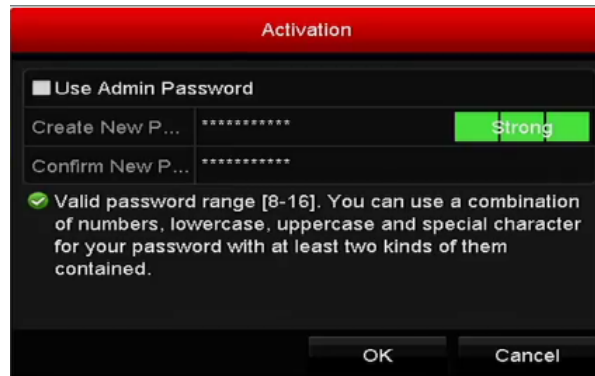 Activation
Use Admin Password
Create New P... *********** Strong
Confirm New P... ***********
Valid password range [8-16]. You can use a combination
of numbers, lowercase, uppercase and special character
for your password with at least two kinds of them
contained.
OK Cancel